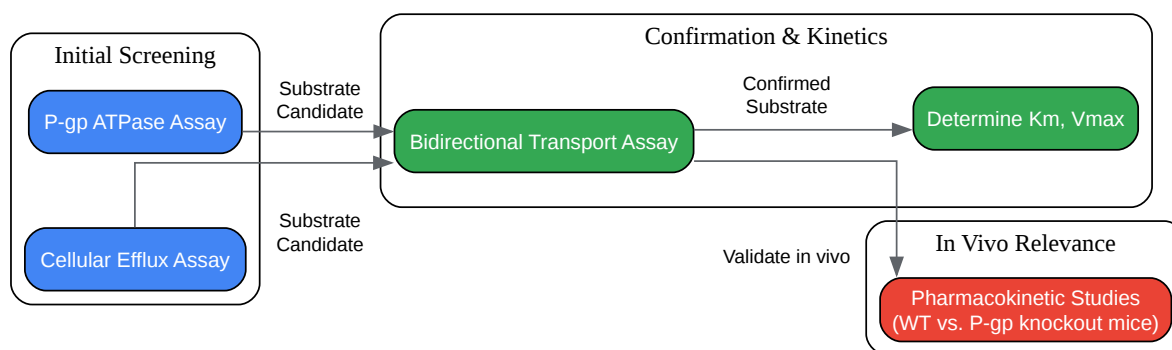 Initial Screening
P-gp ATPase Assay
Cellular Efflux Assay
Substrate
Candidate
Substrate
Candidate
Confirmation & Kinetics
Bidirectional Transport Assay
Confirmed
Substrate
Determine Km, Vmax
Validate in vivo
In Vivo Relevance
Pharmacokinetic Studies
(WT vs. P-gp knockout mice)